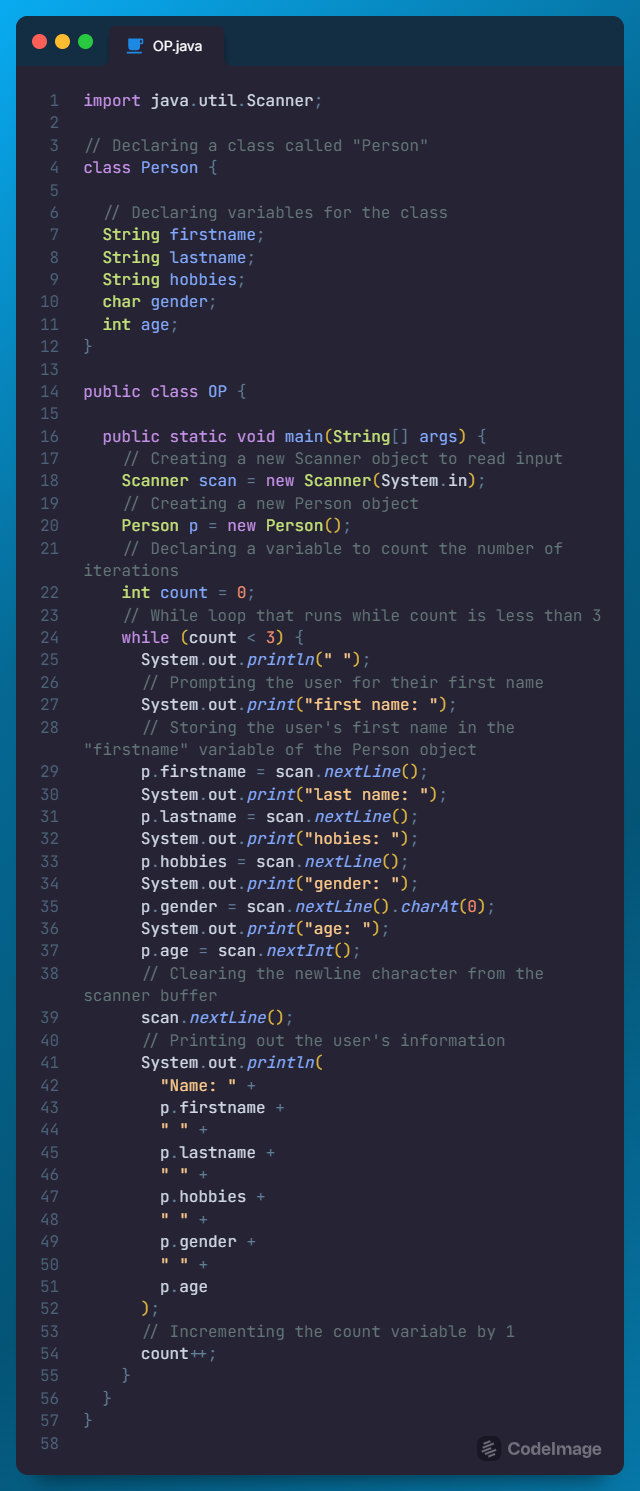 OP.java
1 import java.util.Scanner;
2
3 // Declaring a class called "Person"
4 class Person {
5
6 // Declaring variables for the class
7 String firstname;
8 String lastname;
9 String hobbies;
10 char gender;
11 int age;
12 }
13
14 public class OP {
15
16 public static void main(String[] args) {
17 // Creating a new Scanner object to read input
18 Scanner scan = new Scanner(System.in);
19 // Creating a new Person object
20 Person p = new Person();
21 // Declaring a variable to count the number of
iterations
22 int count = 0;
23 // While loop that runs while count is less than 3
24 while (count < 3) {
25 System.out.println(" ");
26 // Prompting the user for their first name
27 System.out.print("first name: ");
28 // Storing the user's first name in the
"firstname" variable of the Person object
29 p.firstname = scan.nextLine();
30 System.out.print("last name: ");
31 p.lastname = scan.nextLine();
32 System.out.print("hobies: ");
33 p.hobbies = scan.nextLine();
34 System.out.print("gender: ");
35 p.gender = scan.nextLine().charAt(0);
36 System.out.print("age: ");
37 p.age = scan.nextInt();
38 // Clearing the newline character from the
scanner buffer
39 scan.nextLine();
40 // Printing out the user's information
41 System.out.println(
42 "Name: " +
43 p.firstname +
44 " " +
45 p.lastname +
46 " " +
47 p.hobbies +
48 " " +
49 p.gender +
50 " " +
51 p.age
52 );
53 // Incrementing the count variable by 1
54 count++;
55 }
56 }
57 }
58
CodeImage